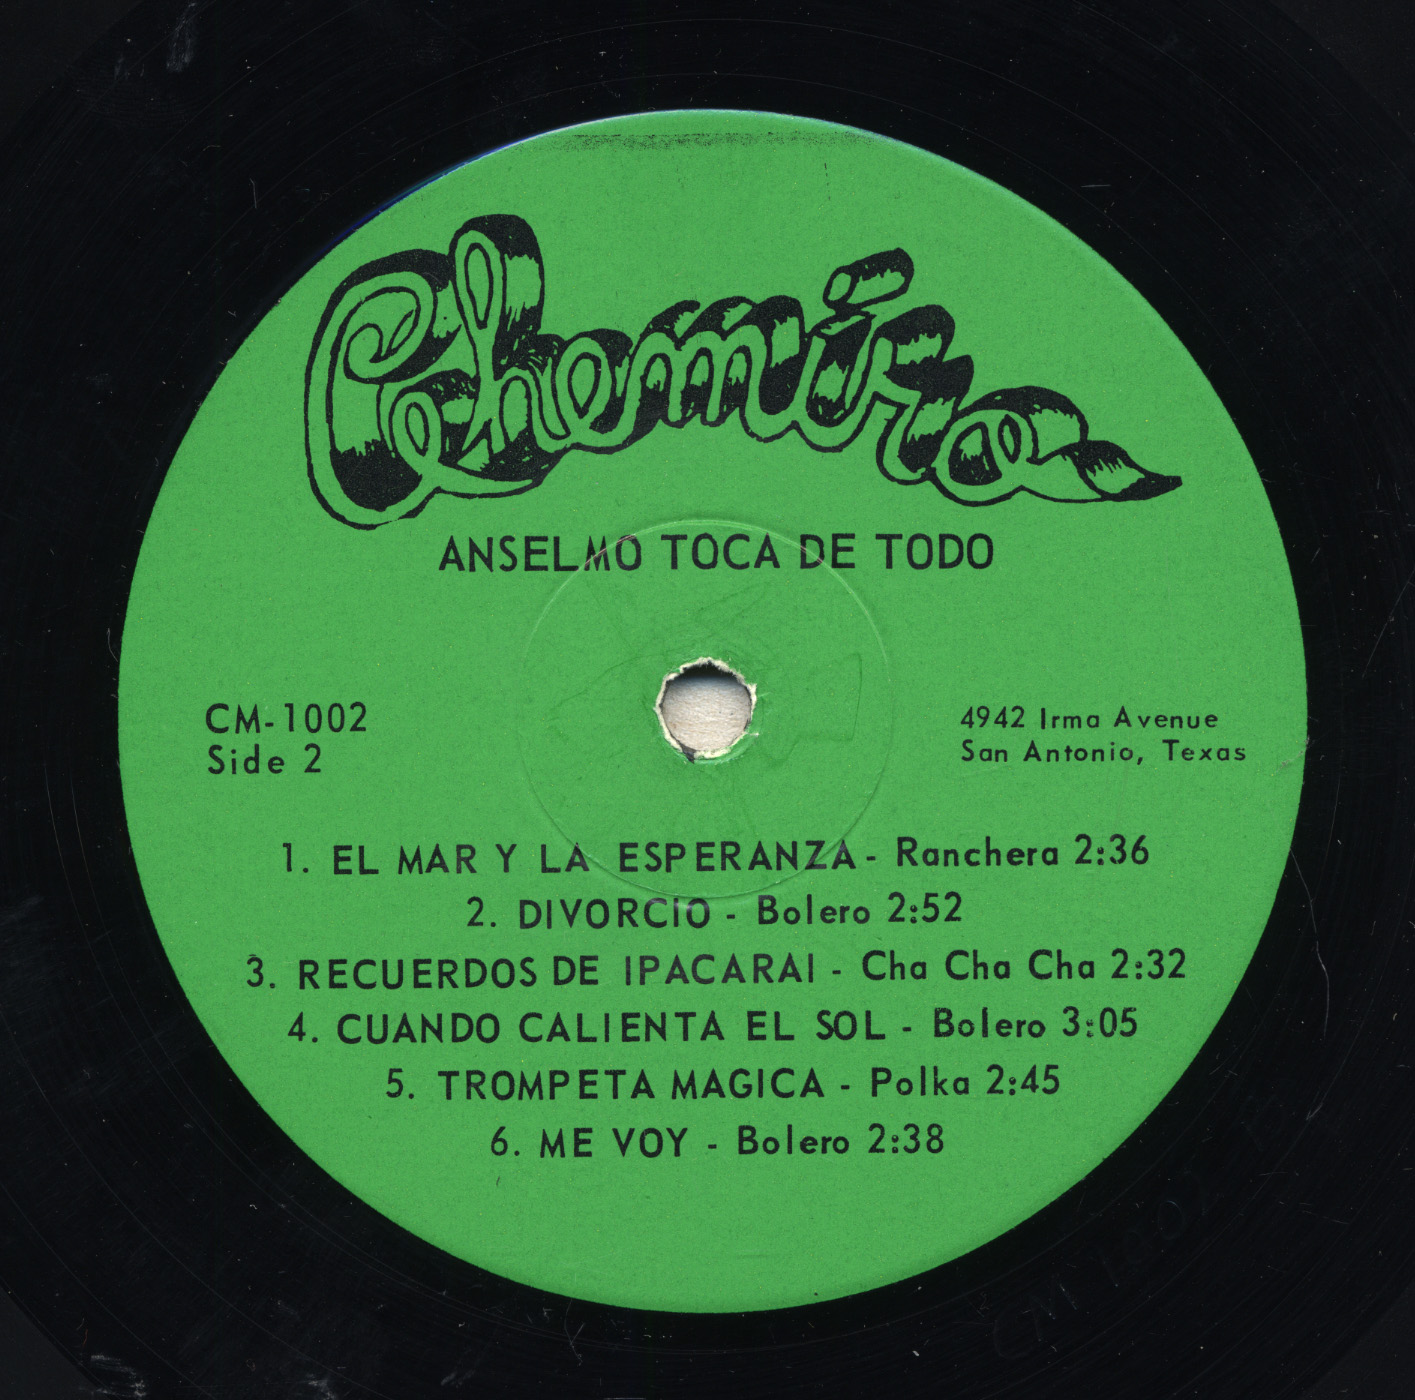 Chemira
ANSELMO TOCA DE TODO
CM-1002
Side 2
4942 Irma Avenue
San Antonio, Texas
1. EL MAR Y LA ESPERANZA - Ranchera 2:36
2. DIVORCIO - Bolero 2:52
3. RECUERDOS DE IPACARAI - Cha Cha Cha 2:32
4. CUANDO CALIENTA EL SOL - Bolero 3:05
5. TROMPETA MAGICA - Polka 2:45
6. ME VOY - Bolero 2:38